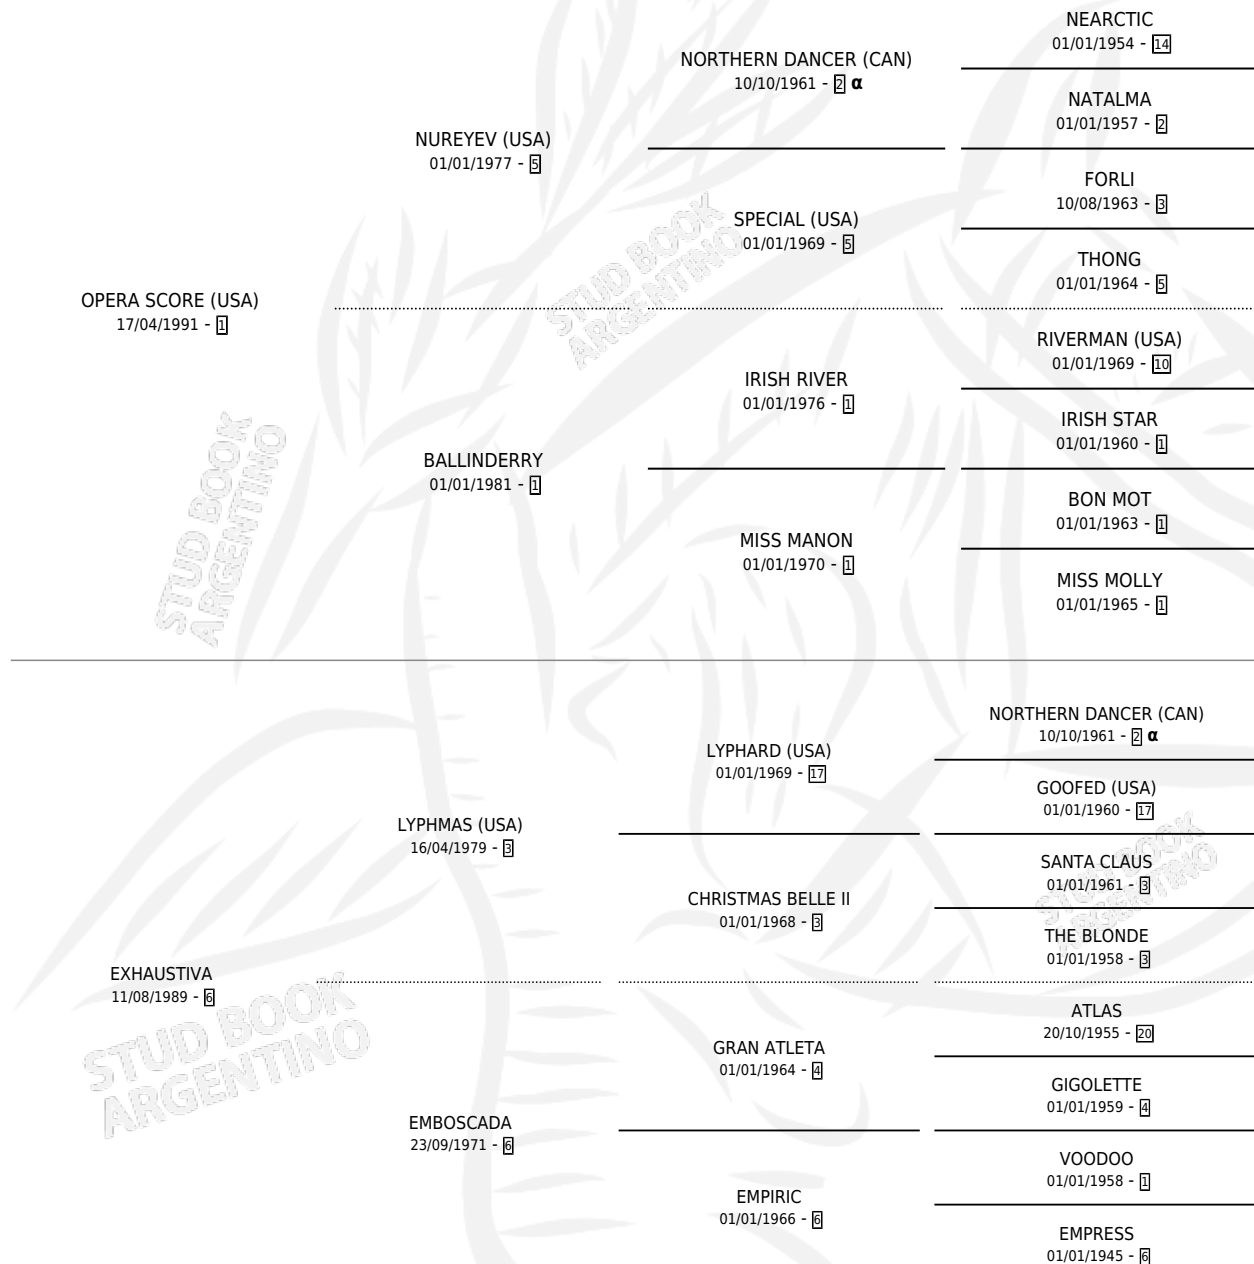 NEARCTIC
01/01/1954 - 14
NORTHERN DANCER (CAN)
10/10/1961 - 2 α
NATALMA
01/01/1957 - 2
NUREYEV (USA)
01/01/1977 - 5
FORLI
10/08/1963 - 3
SPECIAL (USA)
01/01/1969 - 5
THONG
01/01/1964 - 5
OPERA SCORE (USA)
17/04/1991 - 1
RIVERMAN (USA)
01/01/1969 - 10
IRISH RIVER
01/01/1976 - 1
IRISH STAR
01/01/1960 - 1
BALLINDERRY
01/01/1981 - 1
BON MOT
01/01/1963 - 1
MISS MANON
01/01/1970 - 1
MISS MOLLY
01/01/1965 - 1
NORTHERN DANCER (CAN)
10/10/1961 - 2 α
LYPHARD (USA)
01/01/1969 - 17
GOOFED (USA)
01/01/1960 - 17
LYPHMAS (USA)
16/04/1979 - 3
SANTA CLAUS
01/01/1961 - 3
CHRISTMAS BELLE II
01/01/1968 - 3
THE BLONDE
01/01/1958 - 3
EXHAUSTIVA
11/08/1989 - 6
ATLAS
20/10/1955 - 20
GRAN ATLETA
01/01/1964 - 4
GIGOLETTE
01/01/1959 - 4
EMBOSCADA
23/09/1971 - 6
VOODOO
01/01/1958 - 1
EMPIRIC
01/01/1966 - 6
EMPRESS
01/01/1945 - 6
STUD BOOK
ARGENTINO
STUD BOOK
ARGENTINO
STUD BOOK
ARGENTINO
STUD BOOK
ARGENTINO